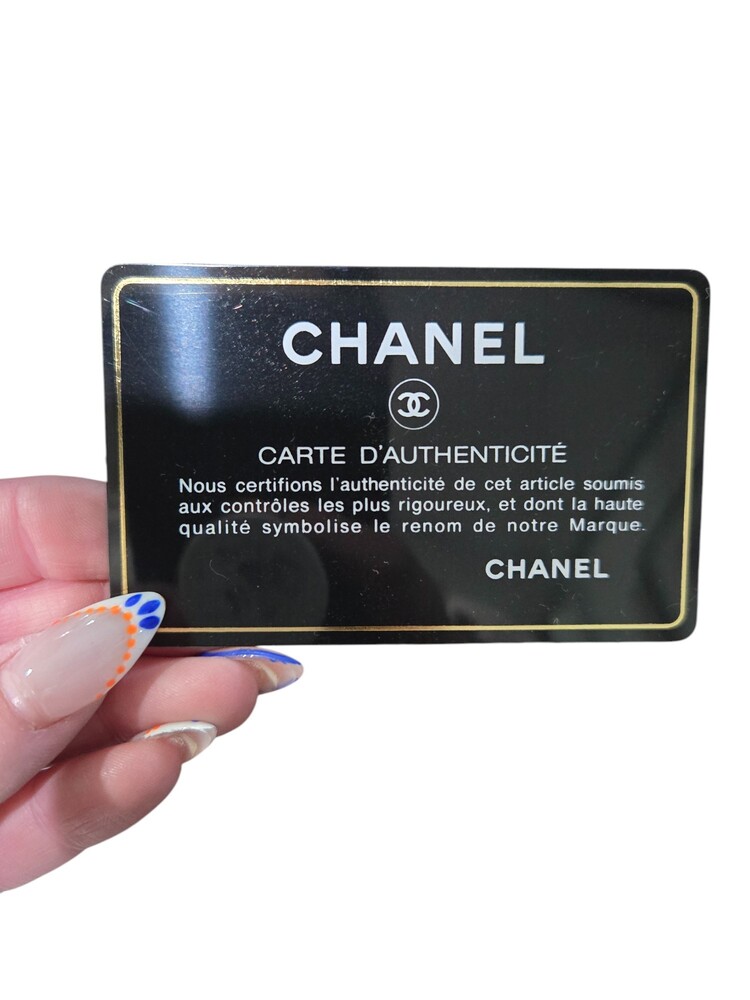 CHANEL
CARTE D'AUTHENTICITÉ
Nous certifions l'authenticité de cet article soumis
aux contrôles les plus rigoureux, et dont la haute
qualité symbolise le renom de notre Marque.
CHANEL